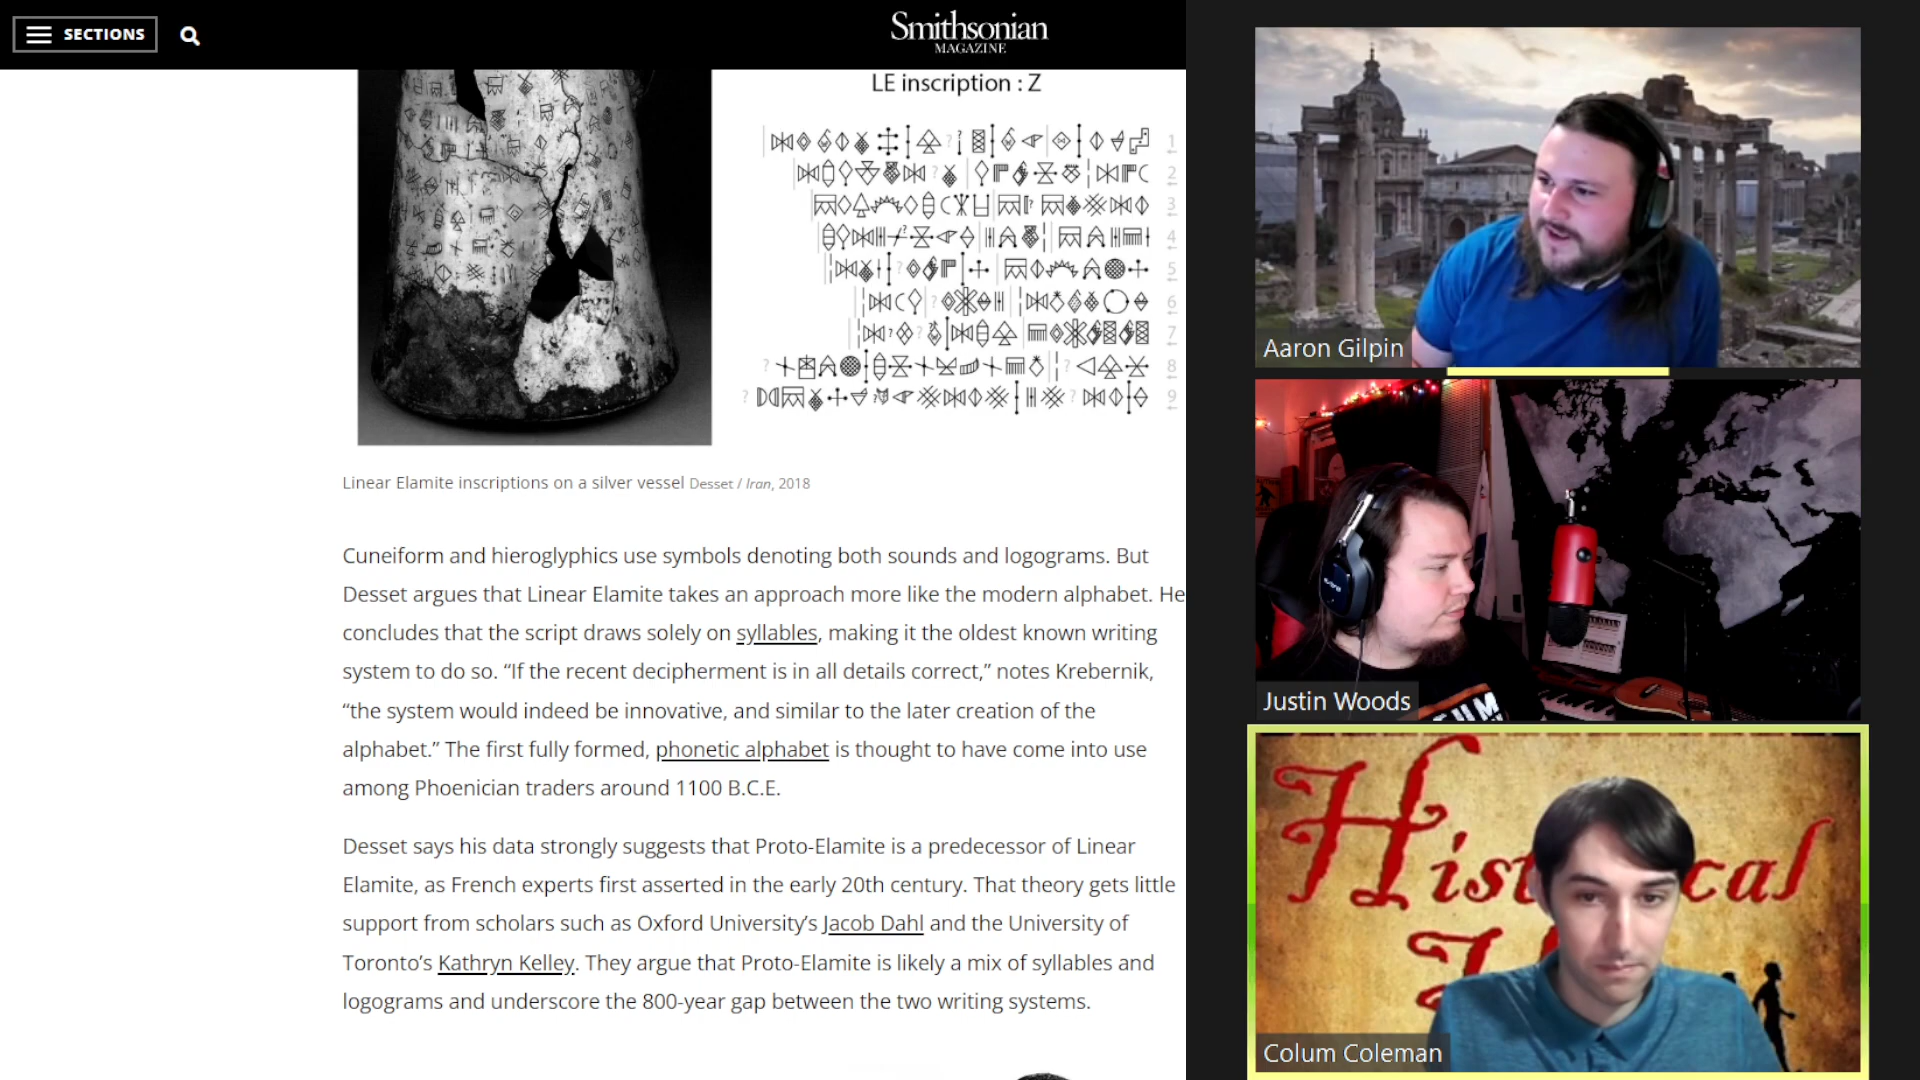 SECTIONS
Smithsonian
MAGAZINE
LE inscription : Z
1
2
3
4
5
6
7
8
9
Linear Elamite inscriptions on a silver vessel Desset / Iran, 2018
Cuneiform and hieroglyphics use symbols denoting both sounds and logograms. But
Desset argues that Linear Elamite takes an approach more like the modern alphabet. He
concludes that the script draws solely on syllables, making it the oldest known writing
system to do so. “If the recent decipherment is in all details correct,” notes Krebernik,
“the system would indeed be innovative, and similar to the later creation of the
alphabet.” The first fully formed, phonetic alphabet is thought to have come into use
among Phoenician traders around 1100 B.C.E.
Desset says his data strongly suggests that Proto-Elamite is a predecessor of Linear
Elamite, as French experts first asserted in the early 20th century. That theory gets little
support from scholars such as Oxford University’s Jacob Dahl and the University of
Toronto’s Kathryn Kelley. They argue that Proto-Elamite is likely a mix of syllables and
logograms and underscore the 800-year gap between the two writing systems.
Aaron Gilpin
Justin Woods
Colum Coleman